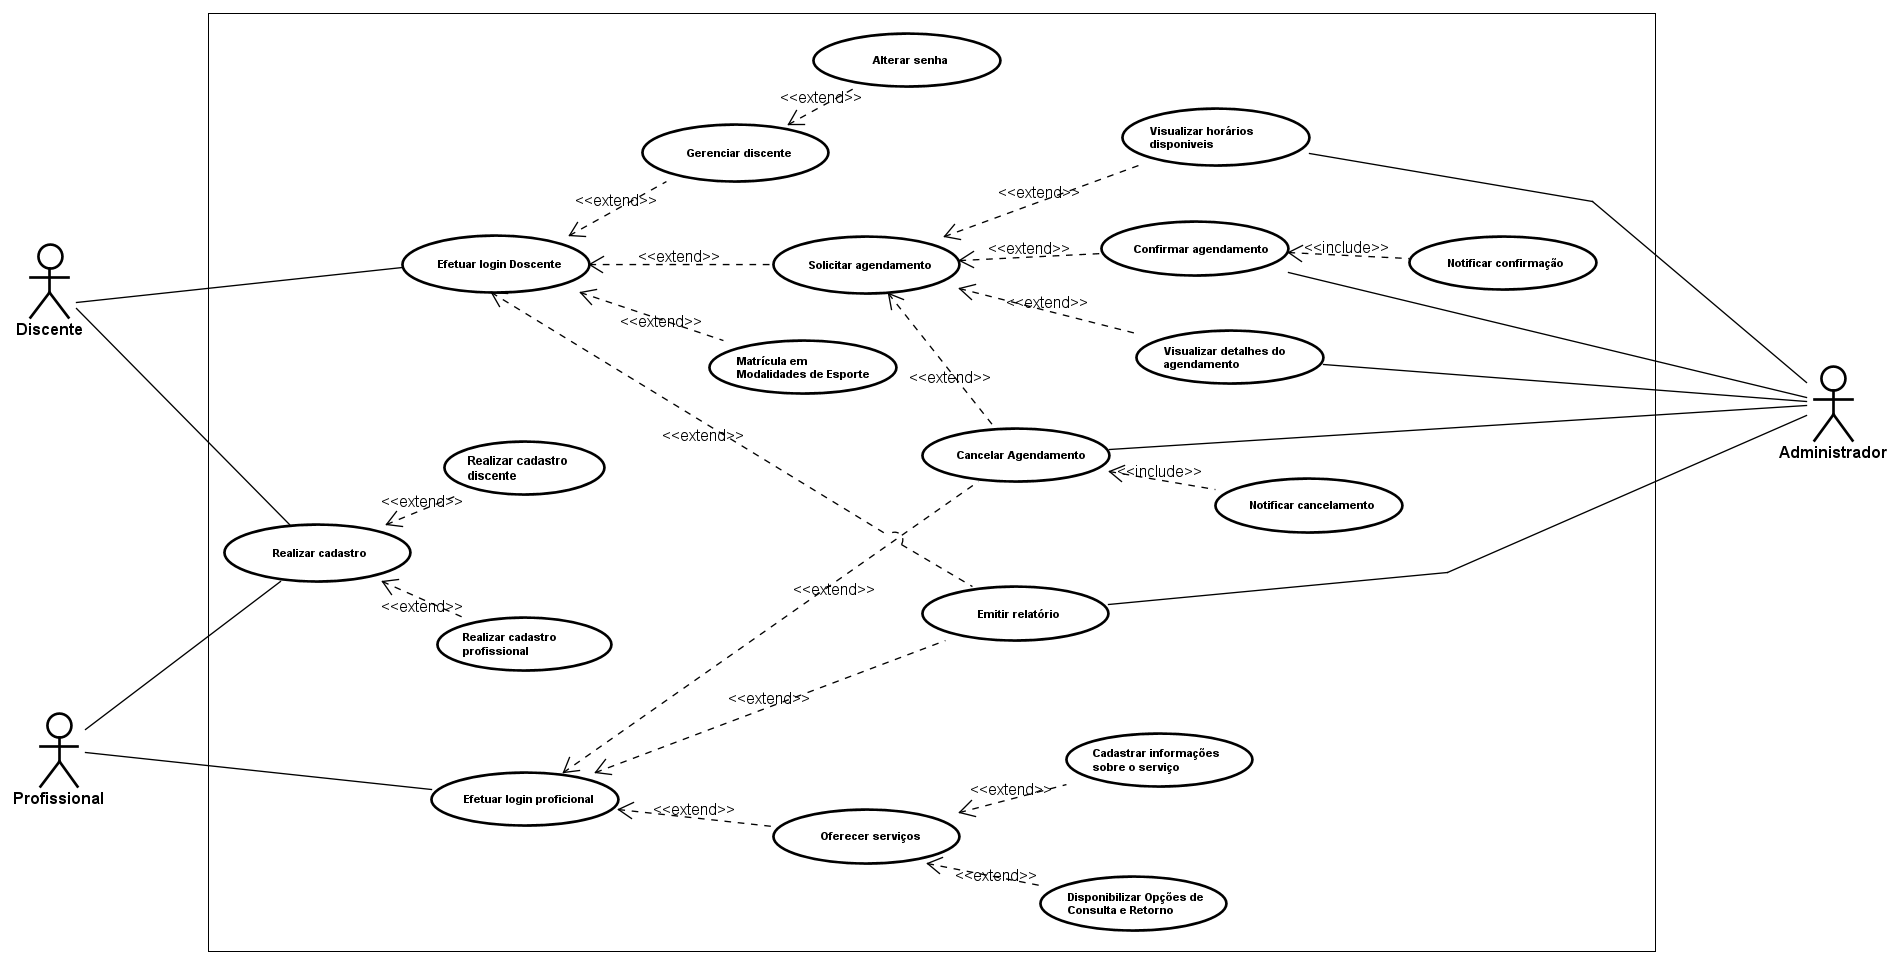 Alterar senha
<<extend>>
Gerenciar discente
Visualizar horários
disponiveis
<<extend>>
<<extend>>
Efetuar login Doscente
<<extend>>
Solicitar agendamento
<<extend>>
Confirmar agendamento
<<include>>
Notificar confirmação
Discente
<<extend>>
<<extend>>
Matrícula em
Modalidades de Esporte
Visualizar detalhes do
agendamento
<<extend>>
Administrador
<<extend>>
Realizar cadastro
discente
Cancelar Agendamento
<<include>>
<<extend>>
Notificar cancelamento
Realizar cadastro
<<extend>>
<<extend>>
Emitir relatório
Realizar cadastro
profissional
<<extend>>
Profissional
Efetuar login proficional
<<extend>>
Cadastrar informações
sobre o serviço
<<extend>>
Oferecer serviços
<<extend>>
Disponibilizar Opções de
Consulta e Retorno